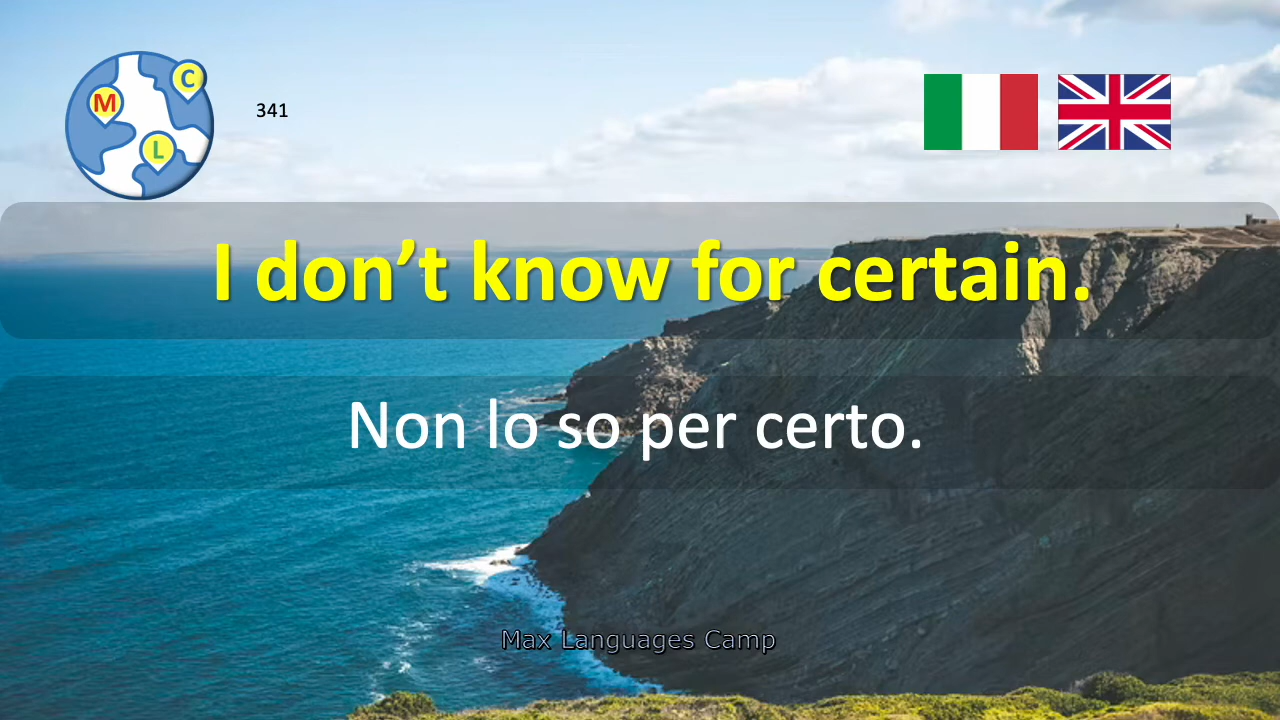 C
M
341
L
I don’t know for certain.
Non lo so per certo.
Max Languages Camp